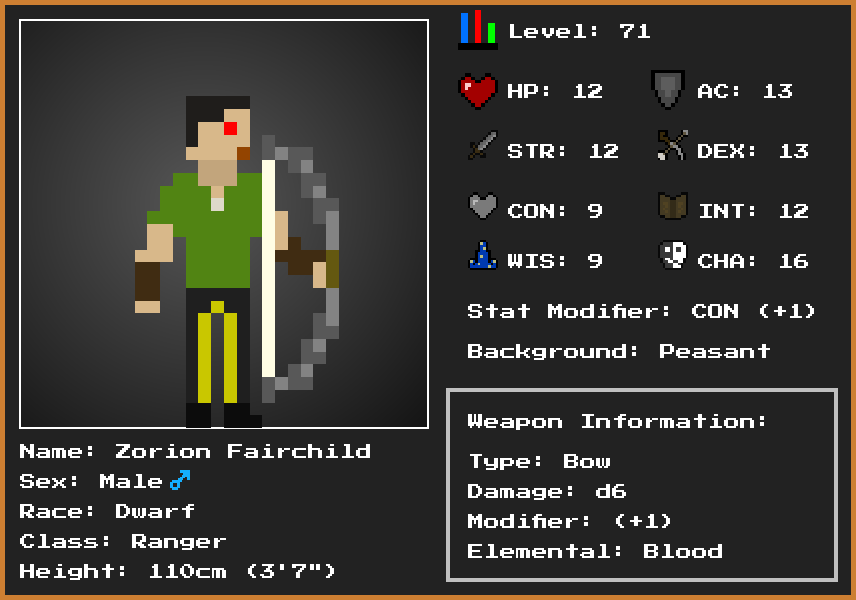 Level: 71
HP: 12 AC: 13
STR: 12 DEX: 13
CON: 9 INT: 12
WIS: 9 CHA: 16
Stat Modifier: CON (+1)
Background: Peasant
Weapon Information:
Type: Bow
Damage: d6
Modifier: (+1)
Elemental: Blood
Name: Zorion Fairchild
Sex: Male ♂
Race: Dwarf
Class: Ranger
Height: 110cm (3'7")